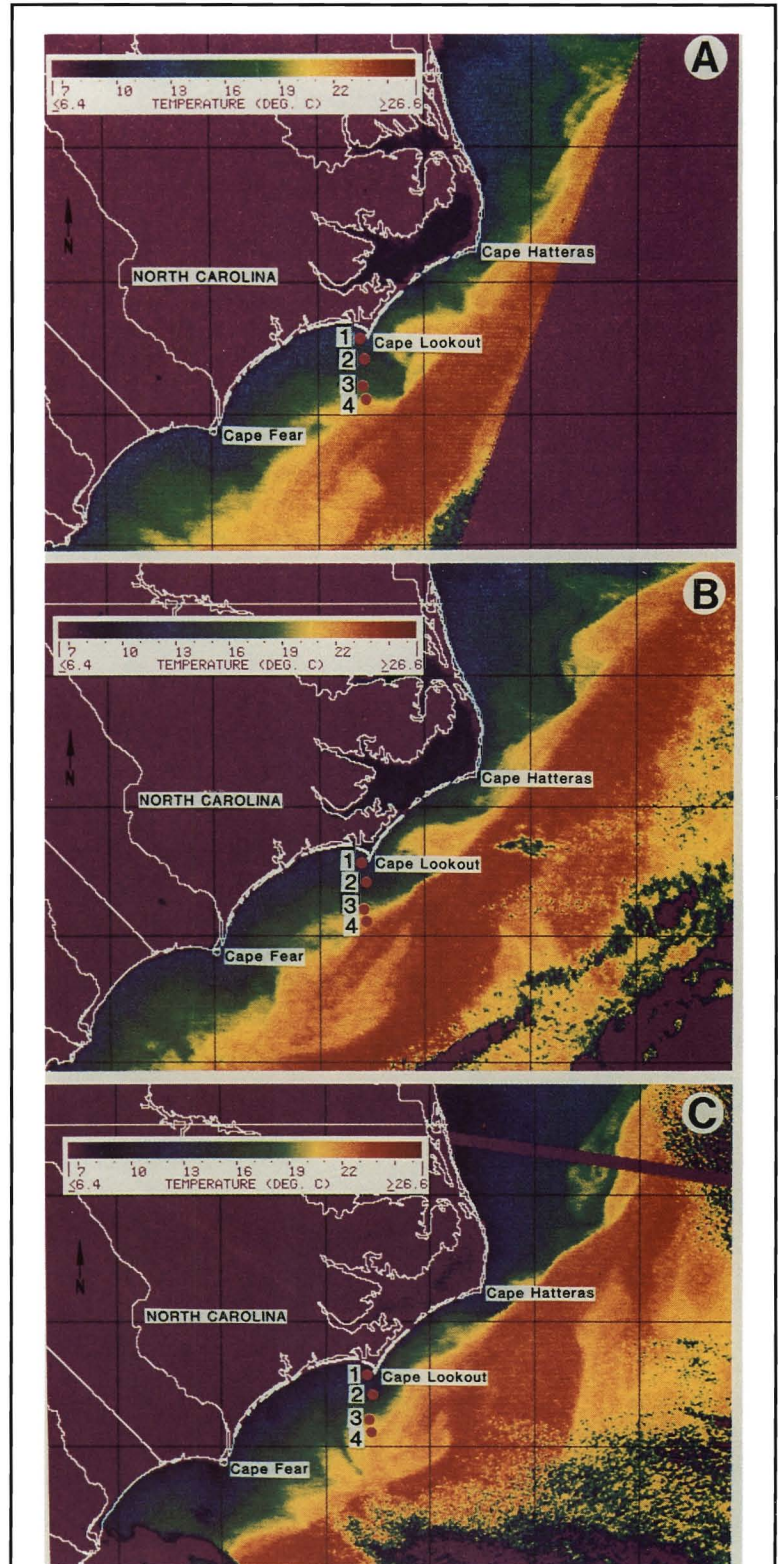 A
7 10 13 16 19 22
≤6.4 TEMPERATURE (DEG. C) ≥26.6
N
Cape Hatteras
NORTH CAROLINA
1 Cape Lookout
2
3
4
Cape Fear
B
7 10 13 16 19 22
≤6.4 TEMPERATURE (DEG. C) ≥26.6
N
Cape Hatteras
NORTH CAROLINA
1 Cape Lookout
2
3
4
Cape Fear
C
7 10 13 16 19 22
≤6.4 TEMPERATURE (DEG. C) ≥26.6
N
Cape Hatteras
NORTH CAROLINA
1 Cape Lookout
2
3
4
Cape Fear